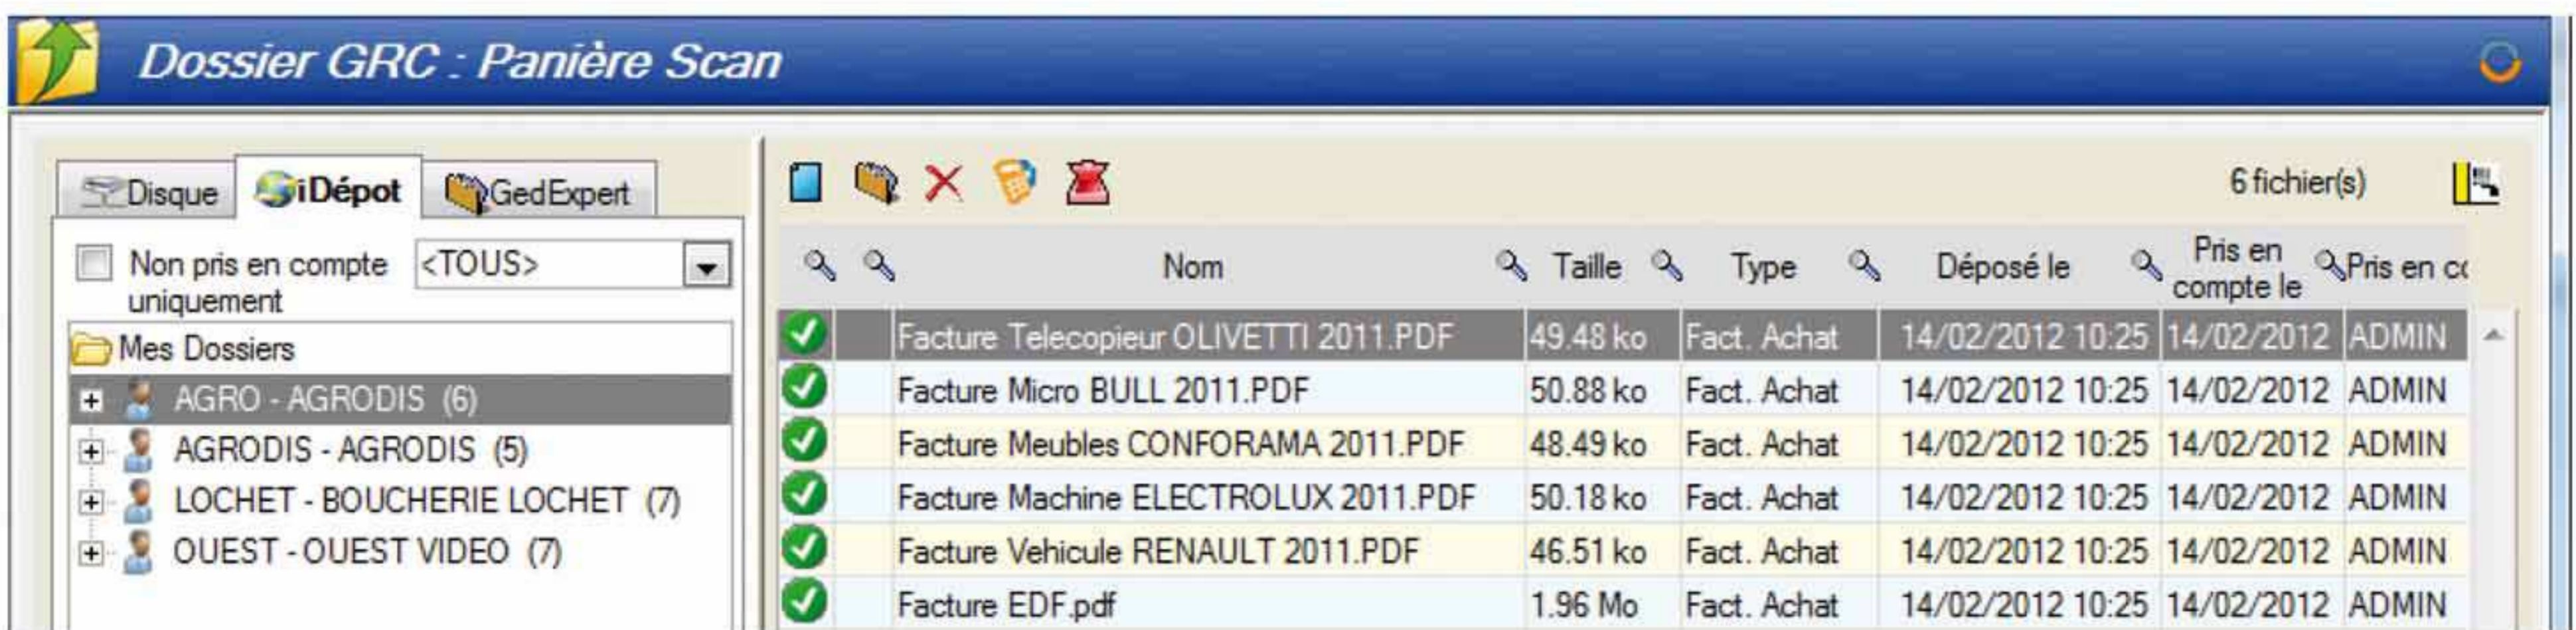 Dossier GRC : Panière Scan
Disque iDépot GedExpert
Non pris en compte uniquement <TOUS>
Mes Dossiers
AGRO - AGRODIS (6)
AGRODIS - AGRODIS (5)
LOCHET - BOUCHERIE LOCHET (7)
OUEST - OUEST VIDEO (7)
6 fichier(s)
Nom Taille Type Déposé le Pris en compte le Pris en co
Facture Telecopieur OLIVETTI 2011.PDF 49.48 ko Fact. Achat 14/02/2012 10:25 14/02/2012 ADMIN
Facture Micro BULL 2011.PDF 50.88 ko Fact. Achat 14/02/2012 10:25 14/02/2012 ADMIN
Facture Meubles CONFORAMA 2011.PDF 48.49 ko Fact. Achat 14/02/2012 10:25 14/02/2012 ADMIN
Facture Machine ELECTROLUX 2011.PDF 50.18 ko Fact. Achat 14/02/2012 10:25 14/02/2012 ADMIN
Facture Vehicule RENAULT 2011.PDF 46.51 ko Fact. Achat 14/02/2012 10:25 14/02/2012 ADMIN
Facture EDF.pdf 1.96 Mo Fact. Achat 14/02/2012 10:25 14/02/2012 ADMIN